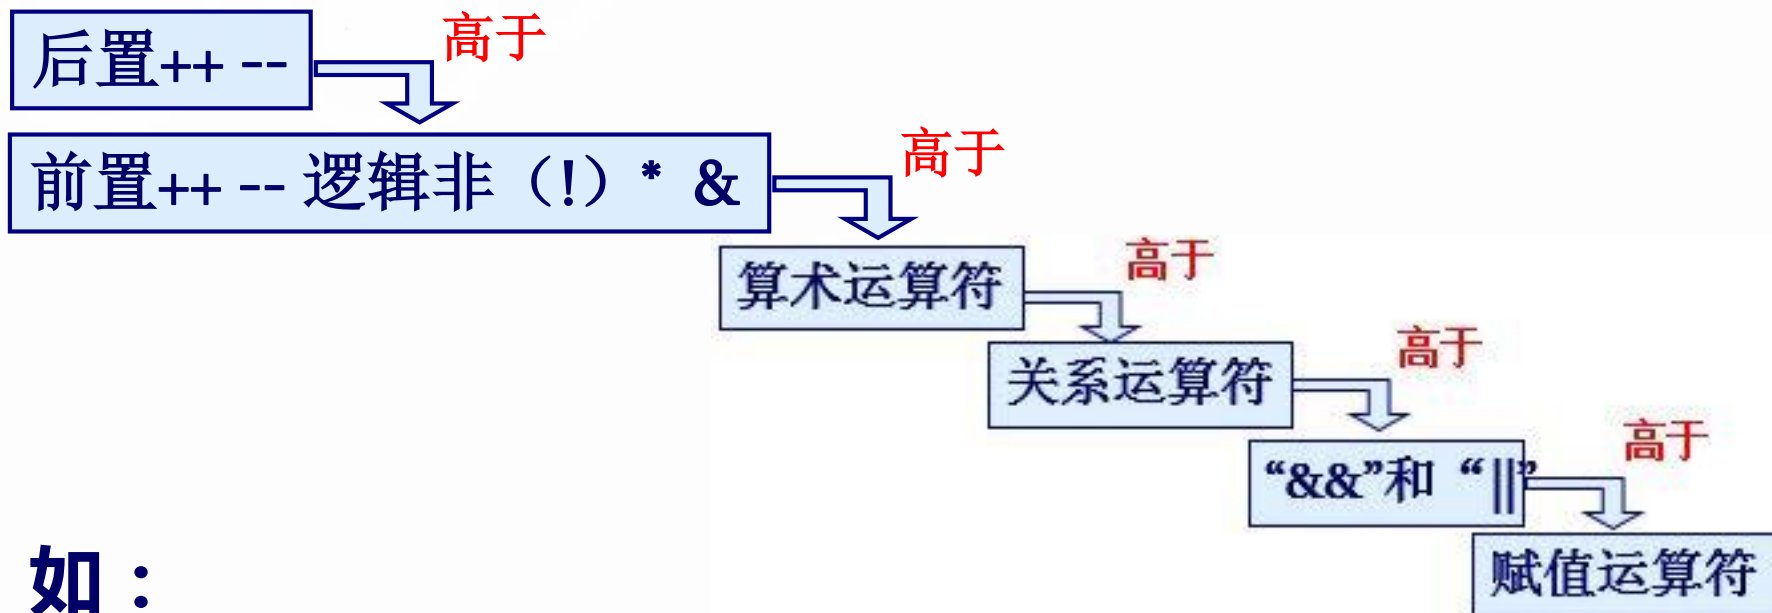 后置++ --
高于
前置++ -- 逻辑非（!）* &
高于
算术运算符
高于
关系运算符
高于
“&&”和“||”
高于
赋值运算符
如：